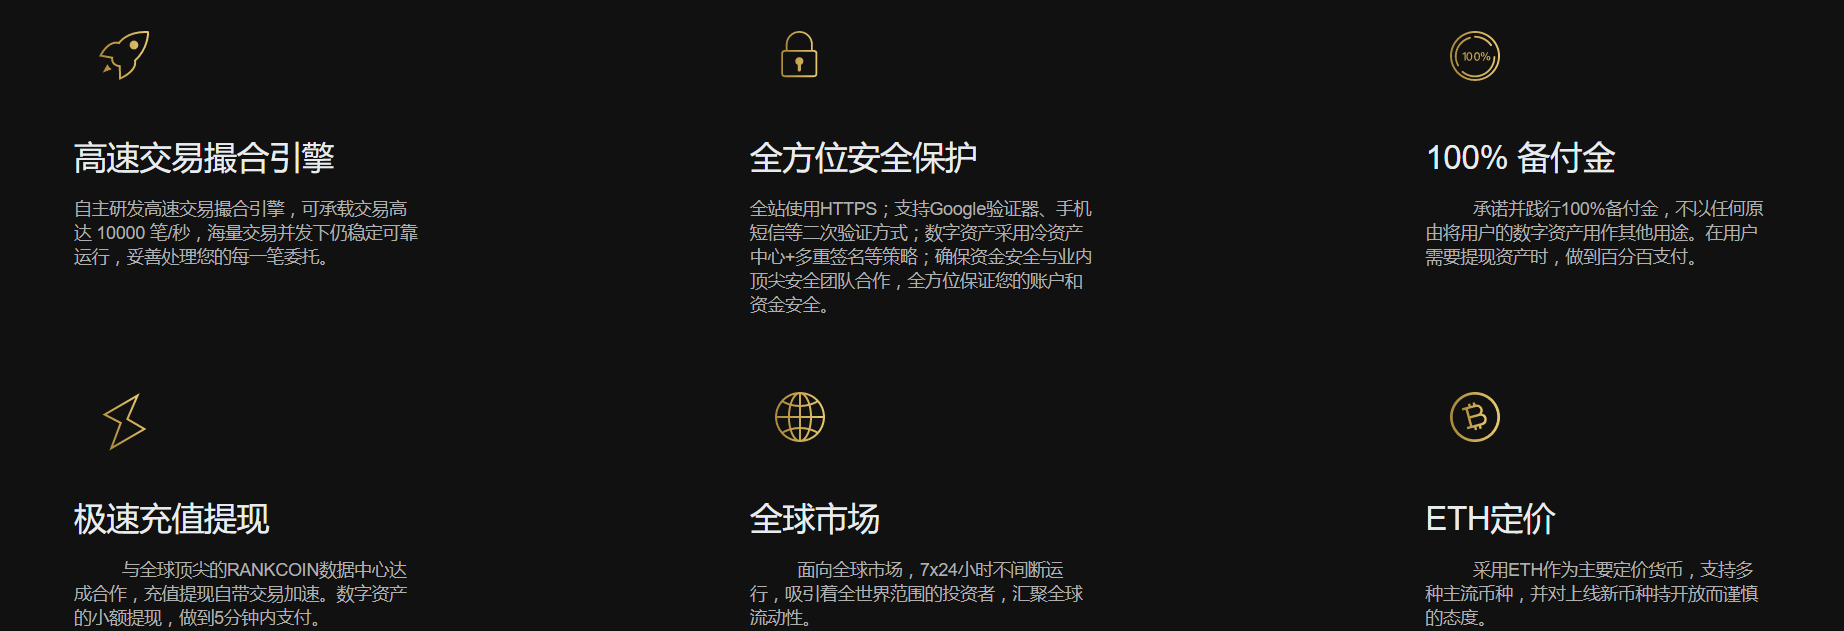 100%
高速交易撮合引擎
自主研发高速交易撮合引擎，可承载交易高
达 10000 笔/秒，海量交易并发下仍稳定可靠
运行，妥善处理您的每一笔委托。
全方位安全保护
全站使用HTTPS；支持Google验证器、手机
短信等二次验证方式；数字资产采用冷资产
中心+多重签名等策略；确保资金安全与业内
顶尖安全团队合作，全方位保证您的账户和
资金安全。
100% 备付金
承诺并践行100%备付金，不以任何原
由将用户的数字资产用作其他用途。在用户
需要提现资产时，做到百分百支付。
极速充值提现
与全球顶尖的RANKCOIN数据中心达
成合作，充值提现自带交易加速。数字资产
的小额提现，做到5分钟内支付。
全球市场
面向全球市场，7x24小时不间断运
行，吸引着全世界范围的投资者，汇聚全球
流动性。
ETH定价
采用ETH作为主要定价货币，支持多
种主流币种，并对上线新币种持开放而谨慎
的态度。